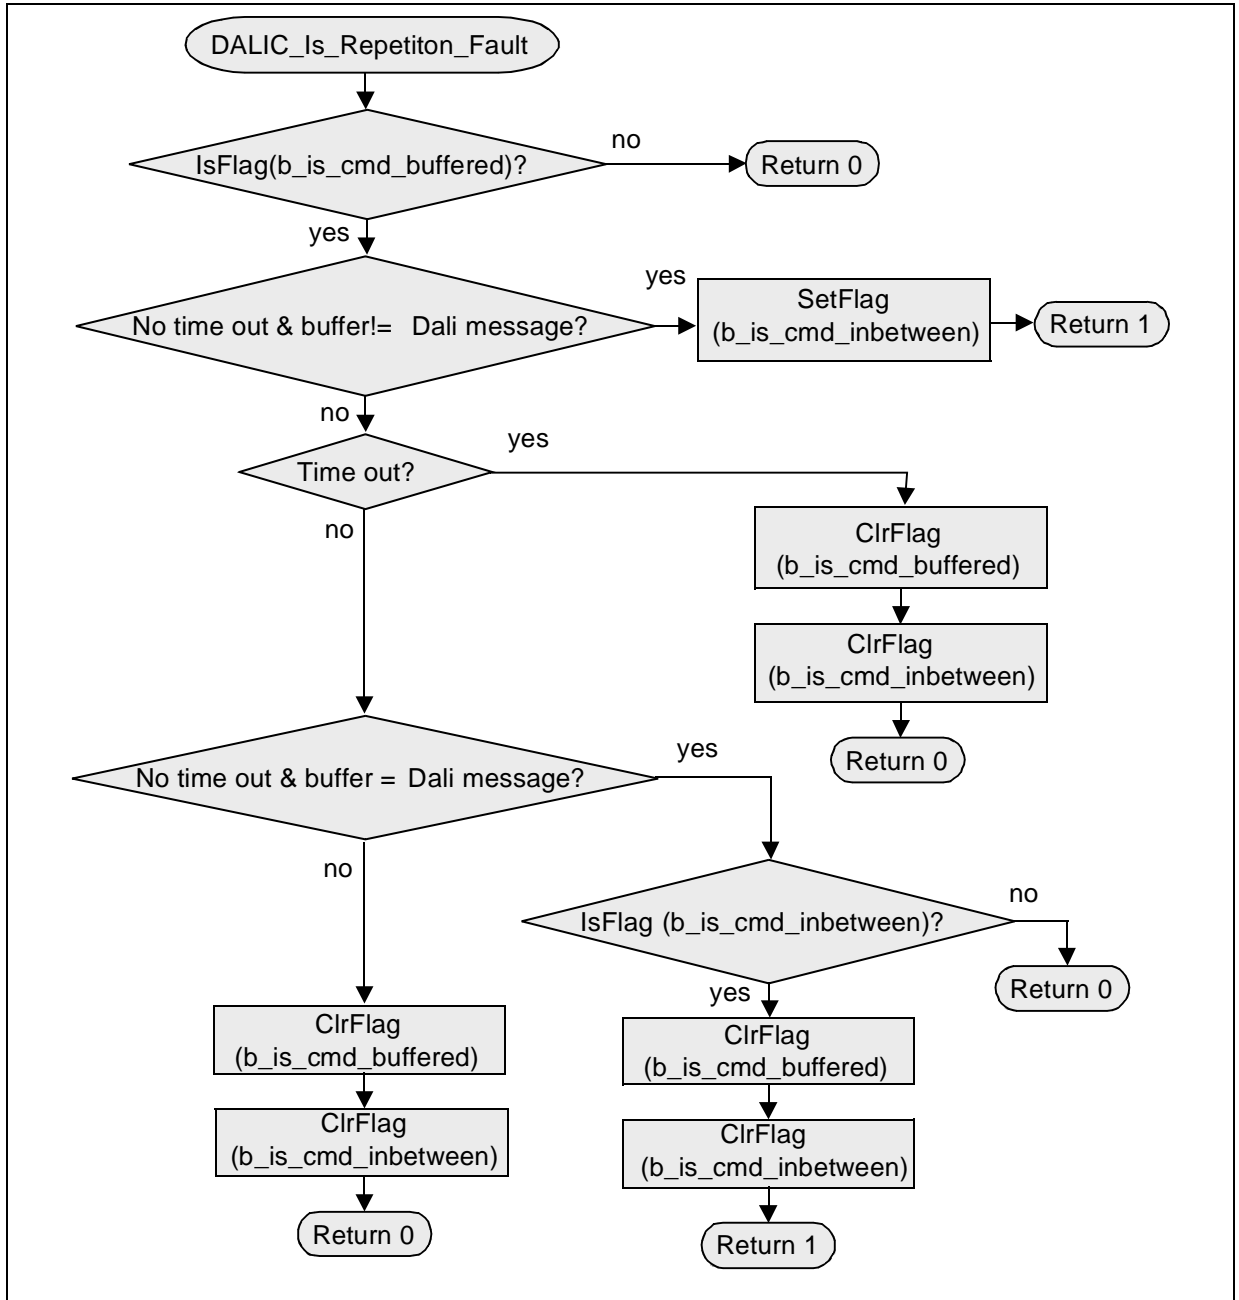 DALIC_Is_Repetiton_Fault
IsFlag(b_is_cmd_buffered)?
no
Return 0
yes
No time out & buffer!= Dali message?
yes
SetFlag
(b_is_cmd_inbetween)
Return 1
no
Time out?
yes
no
ClrFlag
(b_is_cmd_buffered)
ClrFlag
(b_is_cmd_inbetween)
Return 0
No time out & buffer = Dali message?
yes
no
IsFlag (b_is_cmd_inbetween)?
no
Return 0
yes
ClrFlag
(b_is_cmd_buffered)
ClrFlag
(b_is_cmd_inbetween)
Return 0
ClrFlag
(b_is_cmd_buffered)
ClrFlag
(b_is_cmd_inbetween)
Return 1